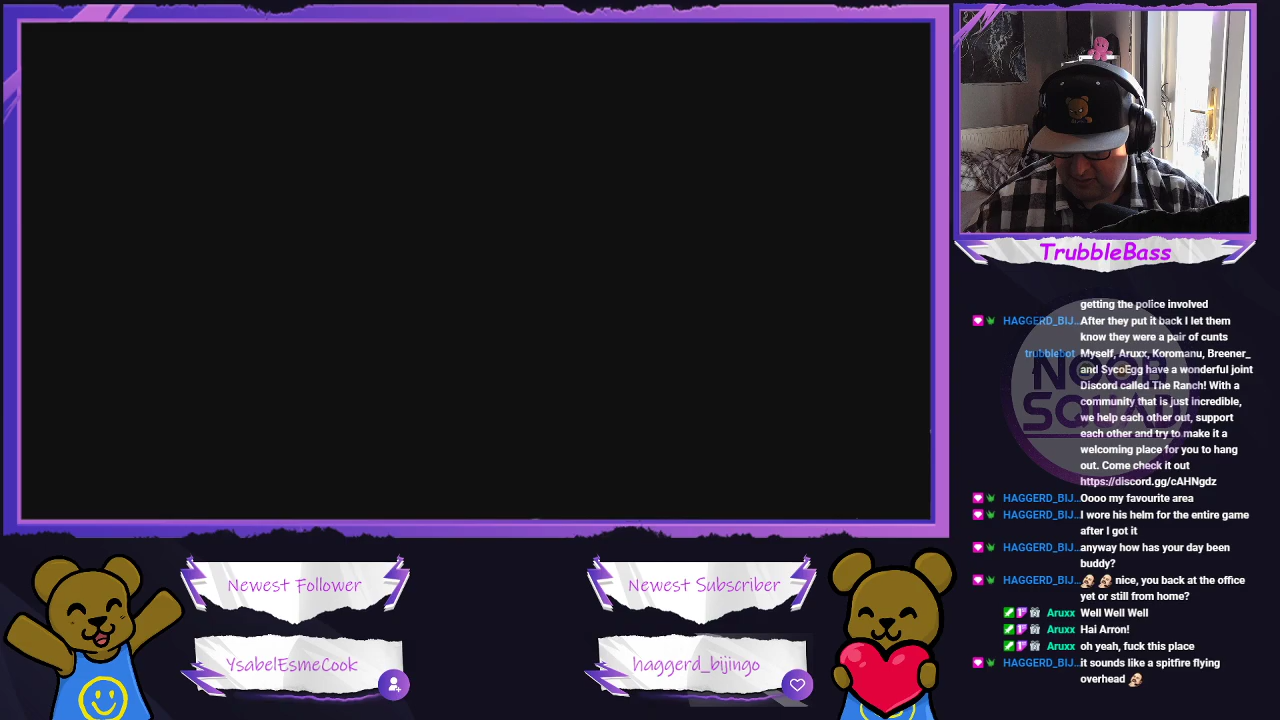 TrubbleBass
getting the police involved
HAGGERD_BIJ... After they put it back I let them
know they were a pair of cunts
trubblebot Myself, Aruxx, Koromanu, Breener_
and SycoEgg have a wonderful joint
Discord called The Ranch! With a
community that is just incredible,
we help each other out, support
each other and try to make it a
welcoming place for you to hang
out. Come check it out
https://discord.gg/cAHNgdz
NOOB
SQUAD
HAGGERD_BIJ... Oooo my favourite area
HAGGERD_BIJ... I wore his helm for the entire game
after I got it
HAGGERD_BIJ... anyway how has your day been
buddy?
HAGGERD_BIJ... nice, you back at the office
yet or still from home?
Aruxx Well Well Well
Aruxx Hai Arron!
Aruxx oh yeah, fuck this place
HAGGERD_BIJ... it sounds like a spitfire flying
overhead
Newest Follower
YsabelEsmeCook
Newest Subscriber
haggerd_bijingo